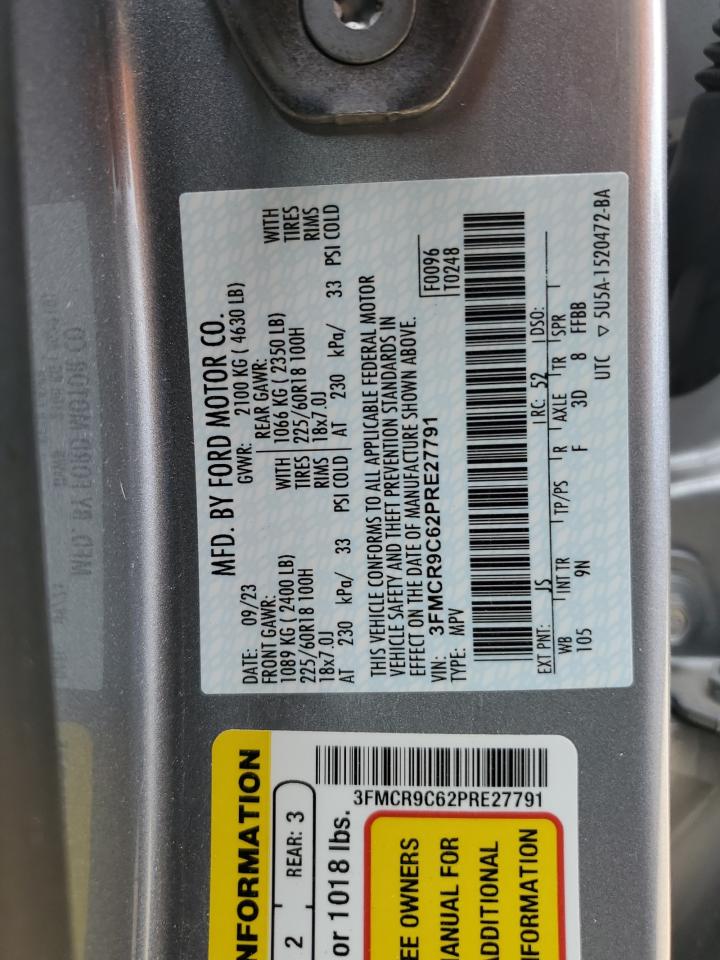 MFD. BY FORD MOTOR CO.
DATE: 09/23 GVWR: 2100 KG ( 4630 LB)
FRONT GAWR: REAR GAWR:
1089 KG ( 2400 LB) WITH 1066 KG ( 2350 LB) WITH
225/60R18 100H TIRES 225/60R18 100H TIRES
18x7.0J RIMS 18x7.0J RIMS
AT 230 kPa/ 33 PSI COLD AT 230 kPa/ 33 PSI COLD
THIS VEHICLE CONFORMS TO ALL APPLICABLE FEDERAL MOTOR
VEHICLE SAFETY AND THEFT PREVENTION STANDARDS IN
EFFECT ON THE DATE OF MANUFACTURE SHOWN ABOVE.
VIN: 3FMCR9C62PRE27791 F0096
TYPE: MPV T0248
EXT PNT: JS RC: 52 DSO:
WB INT TR TP/PS R AXLE TR SPR
105 9N F 3D 8 FFBB
UTC ▽ 5U5A-1520472-BA
NFORMATION
2 REAR: 3
or 1018 lbs.
3FMCR9C62PRE27791
EE OWNERS
ANUAL FOR
ADDITIONAL
FORMATION